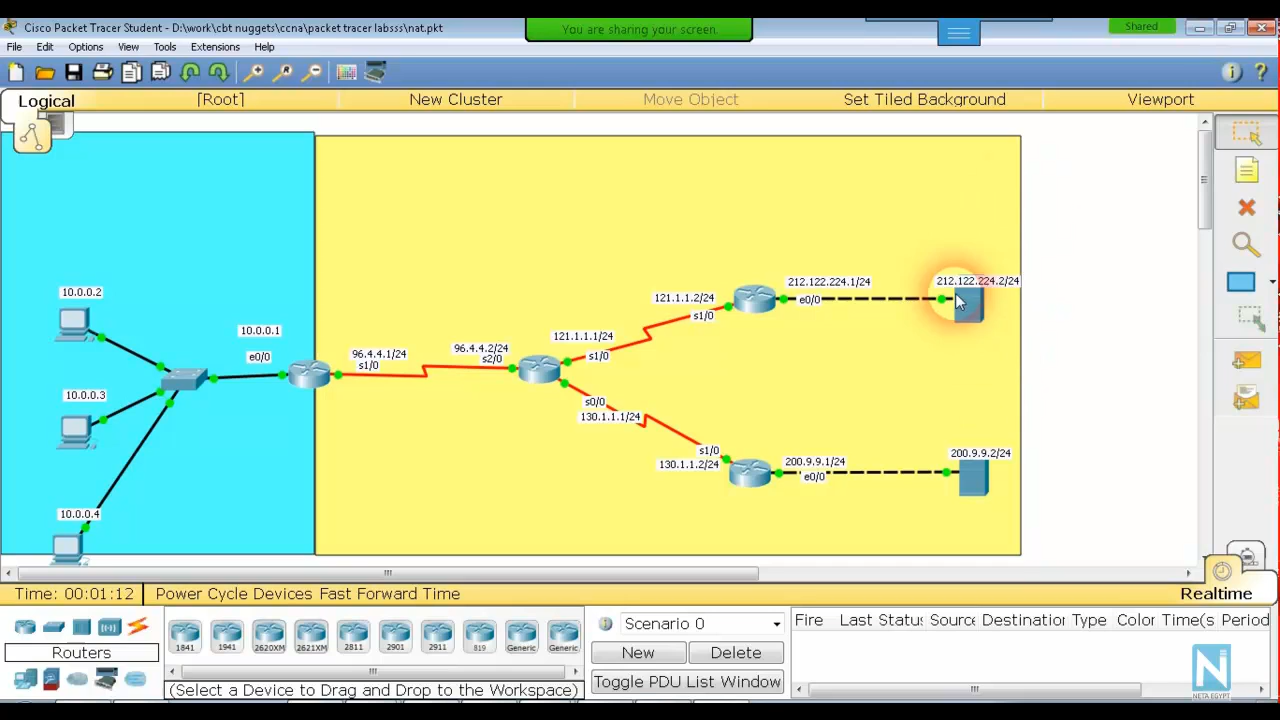 Cisco Packet Tracer Student - D:\work\cbt nuggets\ccna\packet tracer labsss\nat.pkt
You are sharing your screen.
Shared
File Edit Options View Tools Extensions Help
Logical
[Root]
New Cluster
Move Object
Set Tiled Background
Viewport
10.0.0.2
10.0.0.3
10.0.0.4
10.0.0.1
e0/0
96.4.4.1/24
s1/0
96.4.4.2/24
s2/0
121.1.1.1/24
s1/0
s0/0
130.1.1.1/24
121.1.1.2/24
s1/0
212.122.224.1/24
e0/0
212.122.224.2/24
s1/0
130.1.1.2/24
200.9.9.1/24
e0/0
200.9.9.2/24
Time: 00:01:12
Power Cycle Devices Fast Forward Time
Realtime
Routers
1841
1941
2620XM
2621XM
2811
2901
2911
819
Generic
Generic
(Select a Device to Drag and Drop to the Workspace)
Scenario 0
New
Delete
Toggle PDU List Window
Fire Last Status Source Destination Type Color Time(s) Period
NETA EGYPT